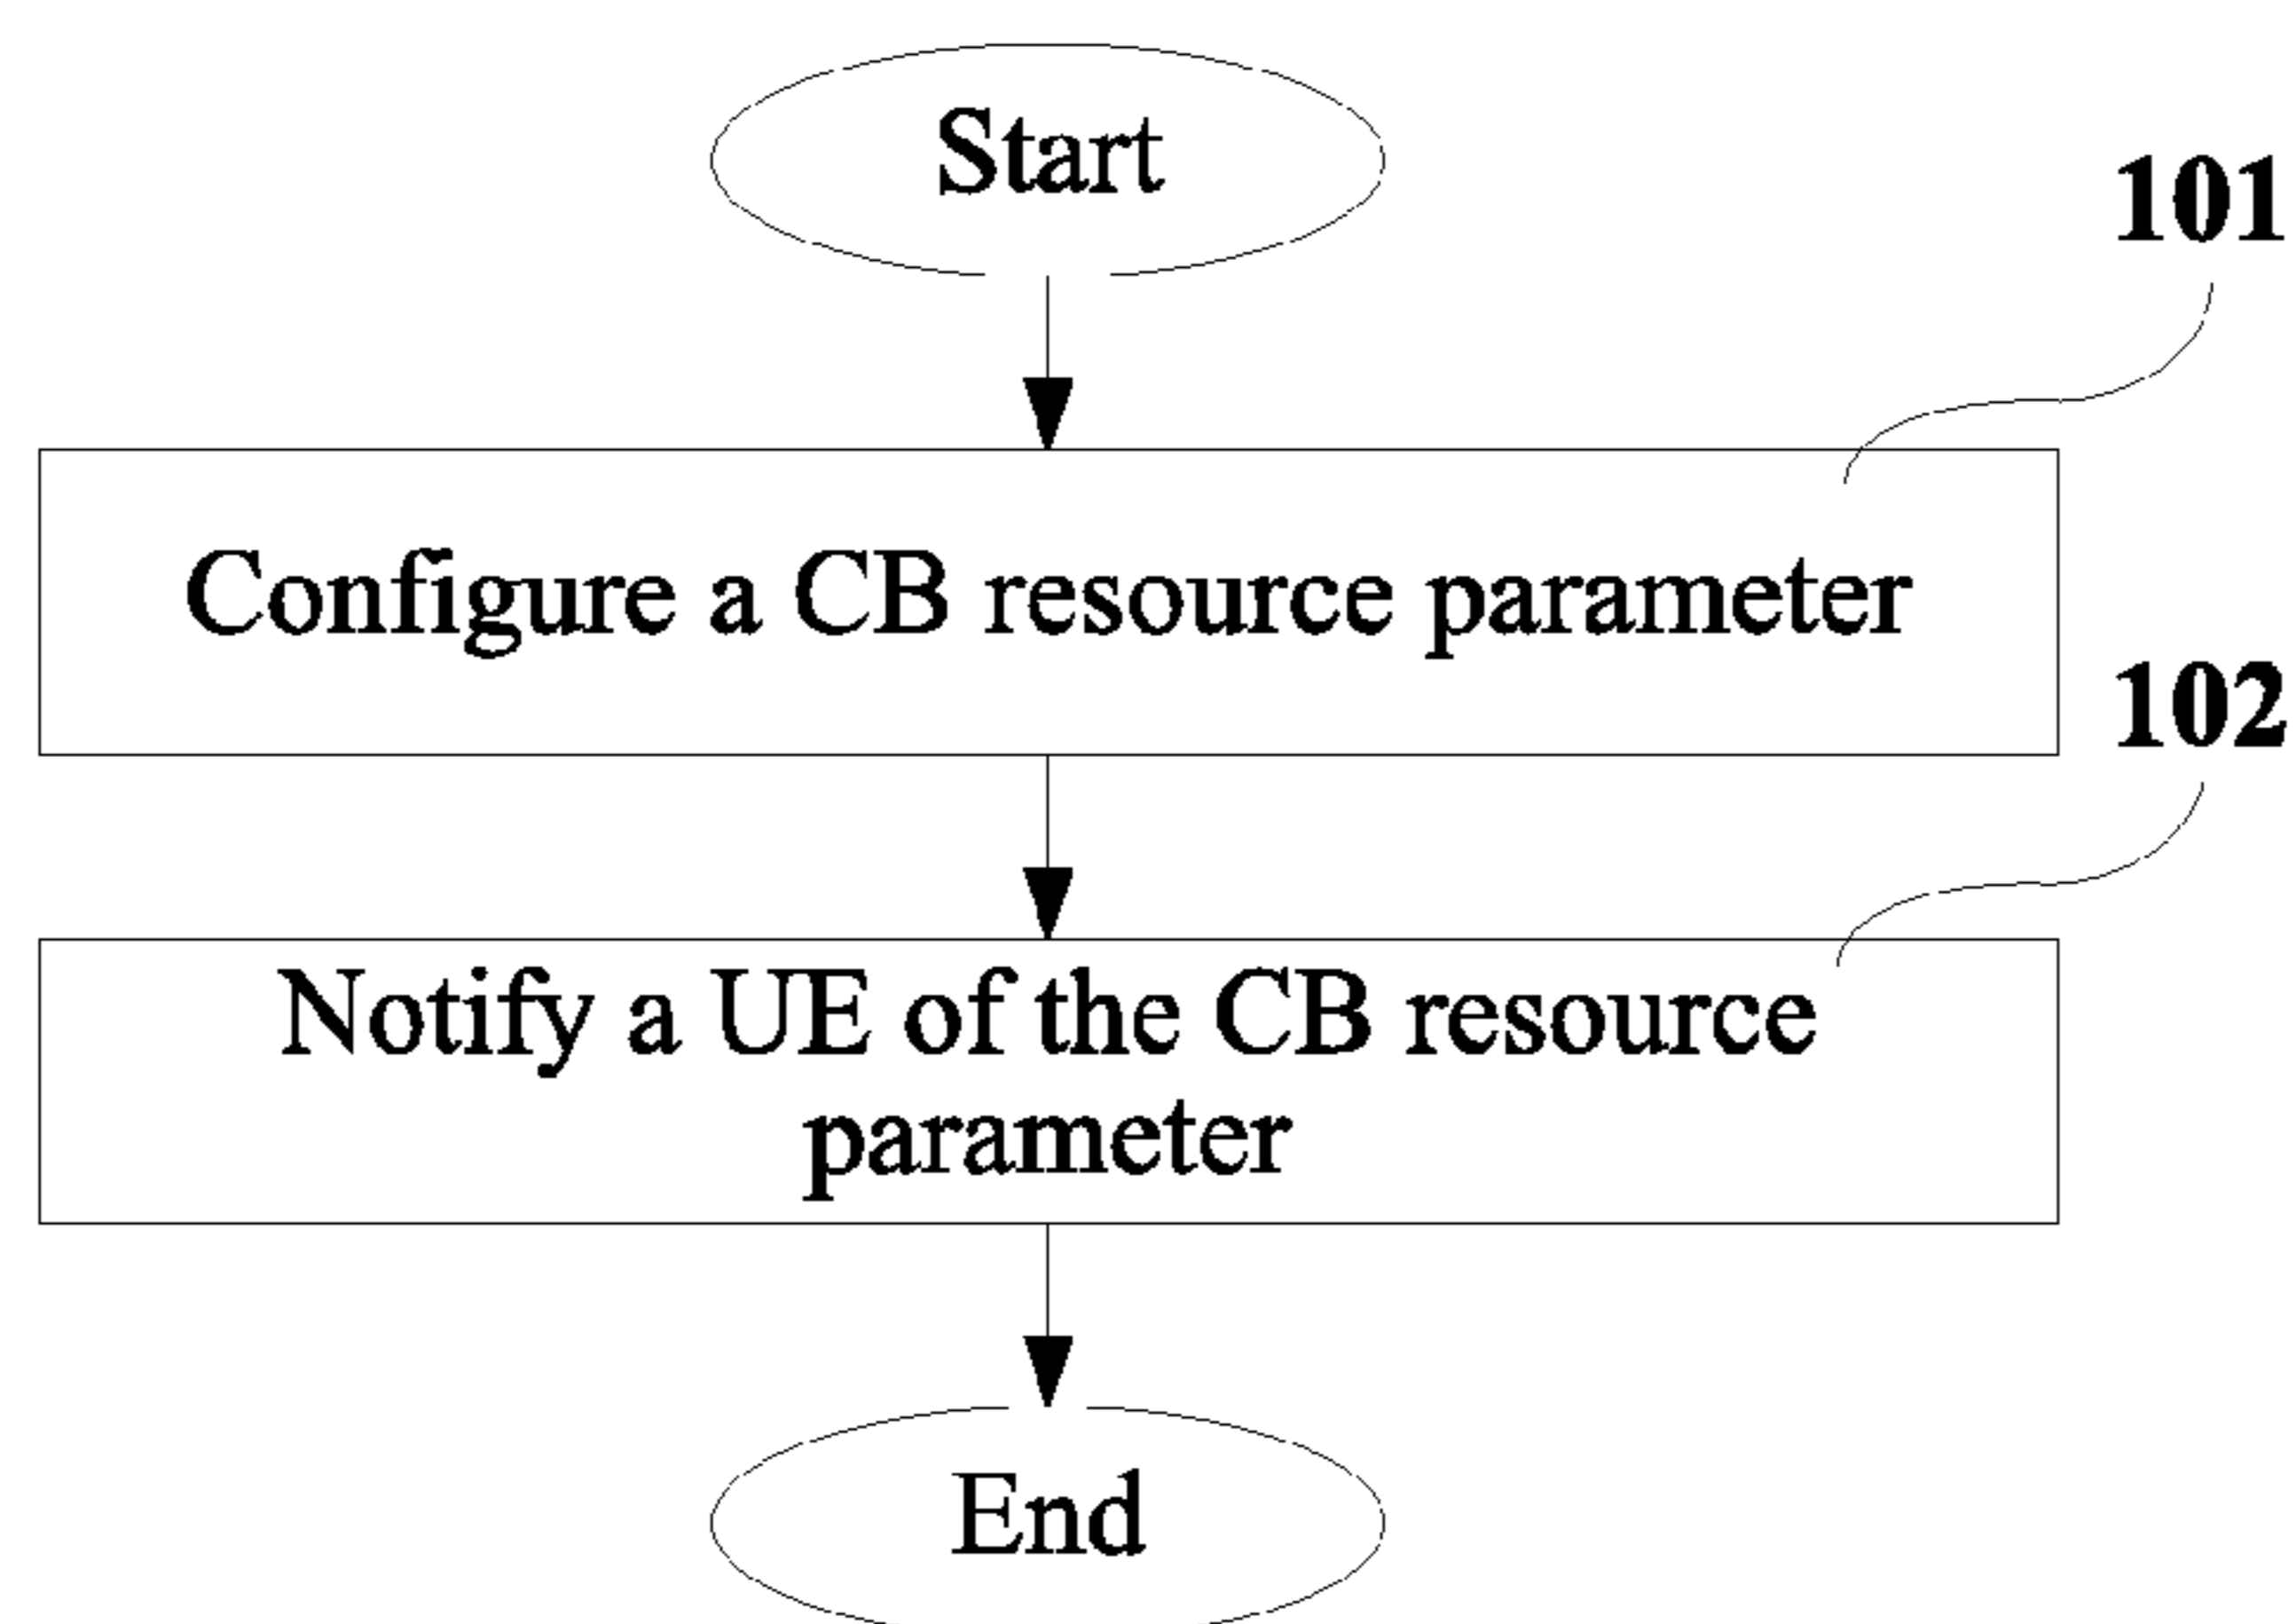 Start
101
Configure a CB resource parameter
102
Notify a UE of the CB resource
parameter
End